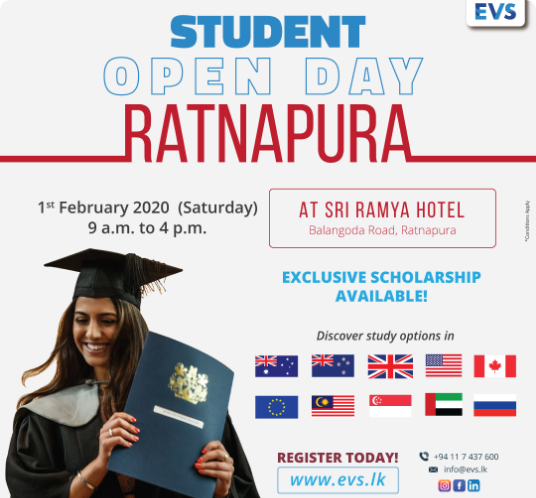 EVS
STUDENT
OPEN DAY
RATNAPURA
1st February 2020 (Saturday)
9 a.m. to 4 p.m.
AT SRI RAMYA HOTEL
Balangoda Road, Ratnapura
*Conditions Apply
EXCLUSIVE SCHOLARSHIP
AVAILABLE!
Discover study options in
REGISTER TODAY!
www.evs.lk
+94 11 7 437 600
info@evs.lk